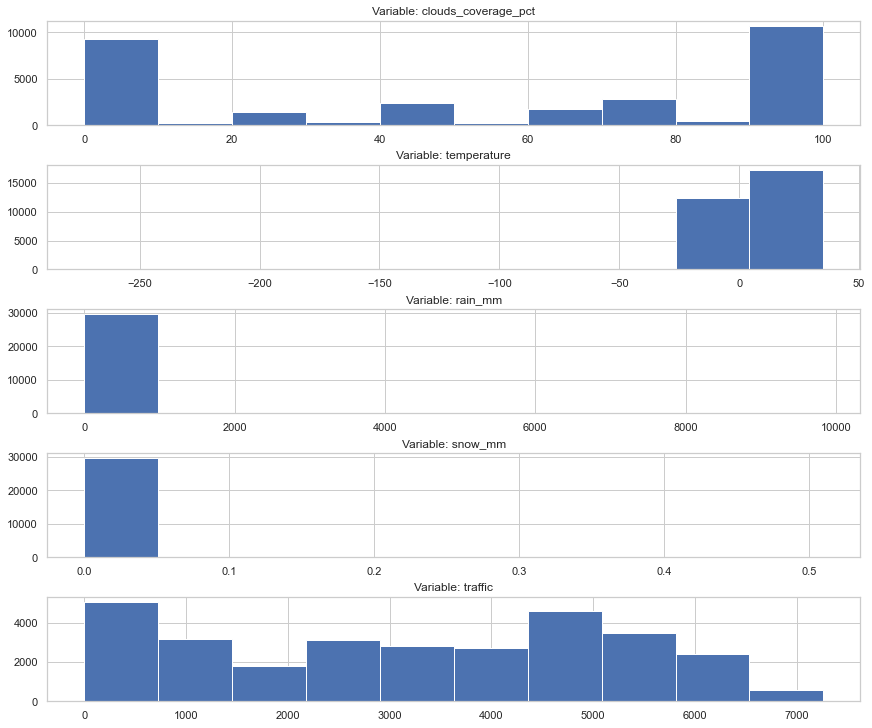 Variable: clouds_coverage_pct
10000
5000
0
0 20 40 60 80 100
Variable: temperature
15000
10000
5000
0
−250 −200 −150 −100 −50 0 50
Variable: rain_mm
30000
20000
10000
0
0 2000 4000 6000 8000 10000
Variable: snow_mm
30000
20000
10000
0
0.0 0.1 0.2 0.3 0.4 0.5
Variable: traffic
4000
2000
0
0 1000 2000 3000 4000 5000 6000 7000